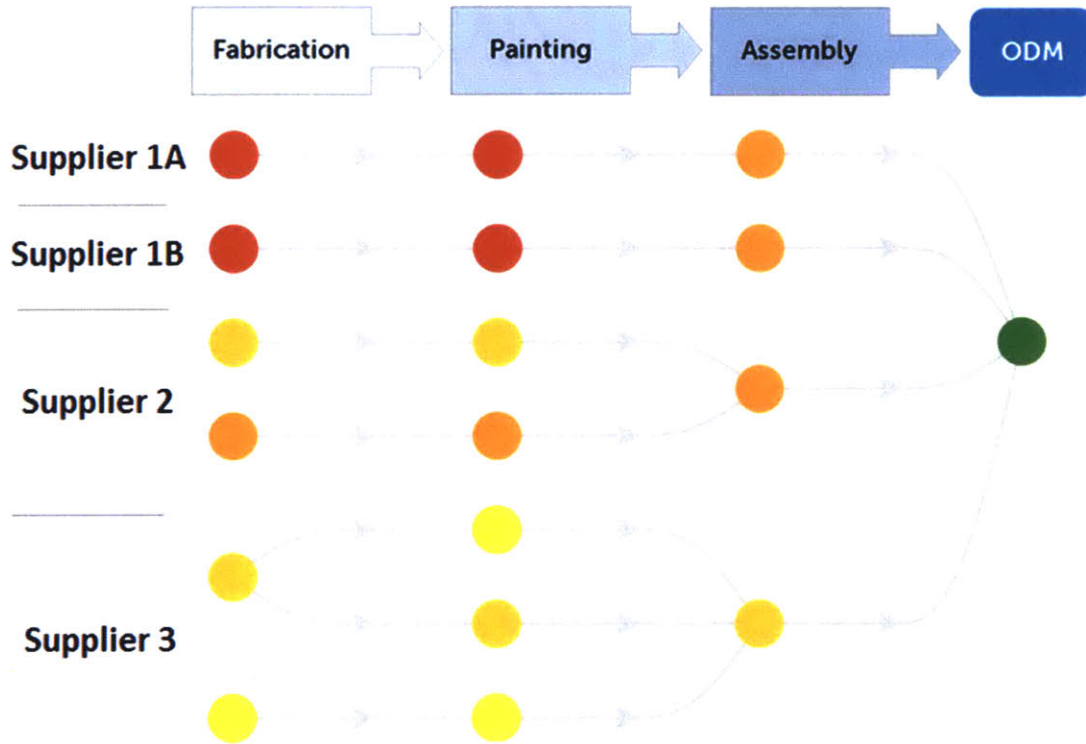 Fabrication
Painting
Assembly
ODM
Supplier 1A
Supplier 1B
Supplier 2
Supplier 3